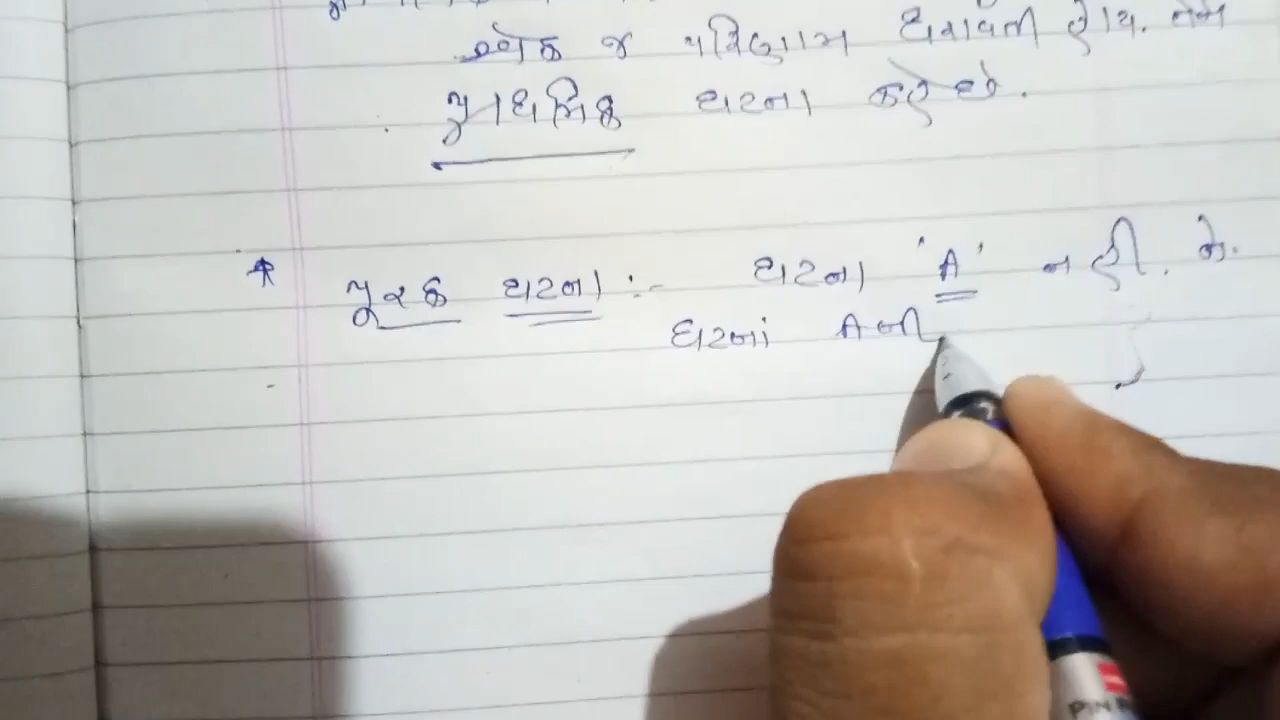 એક જ પરિણામ ધરાવતી હોય. તેમ
પ્રાથમિક ઘટના કહે છે.
* પૂરક ઘટના :- ઘટના 'A' નહી. તે.
ઘટનાં Aની